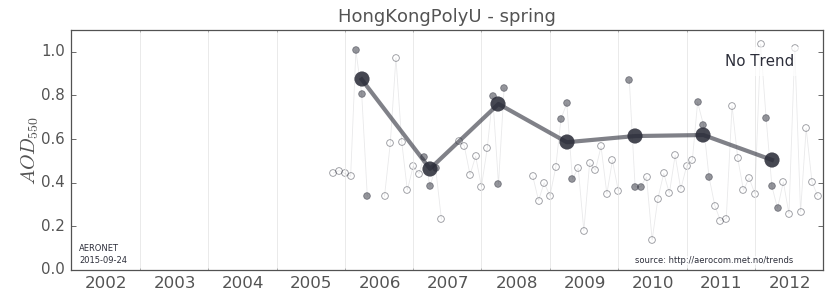 HongKongPolyU - spring
No Trend
1.0
0.8
0.6
0.4
0.2
0.0
AOD550
AERONET
2015-09-24
source: http://aerocom.met.no/trends
2002 2003 2004 2005 2006 2007 2008 2009 2010 2011 2012